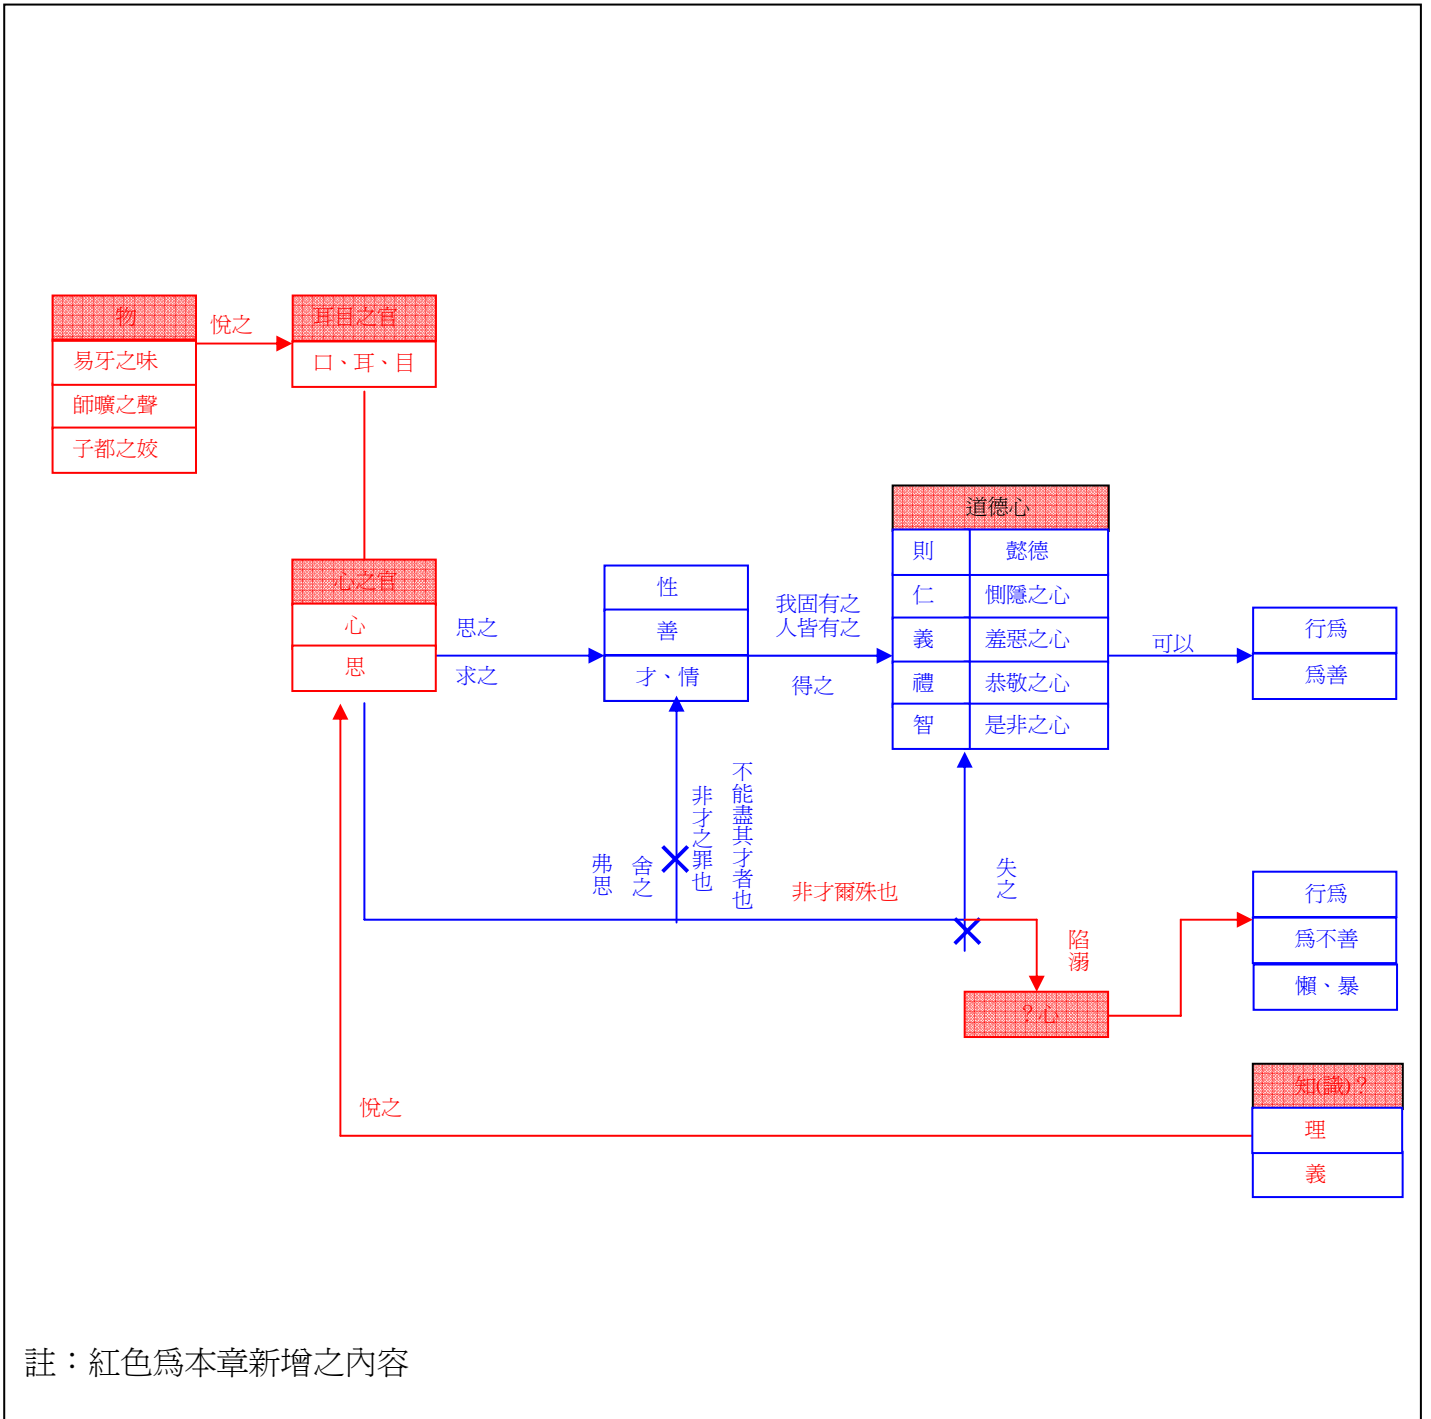 物
易牙之味
師曠之聲
子都之姣
悅之
耳目之官
口、耳、目
心之官
心
思
思之
求之
性
善
才、情
我固有之
人皆有之
得之
道德心
則 懿德
仁 惻隱之心
義 羞惡之心
禮 恭敬之心
智 是非之心
可以
行為
為善
弗思
舍之
非才之罪也
不能盡其才者也
非才爾殊也
失之
陷溺
？心
行為
為不善
懶、暴
知(識)？
理
義
悅之
註：紅色為本章新增之內容